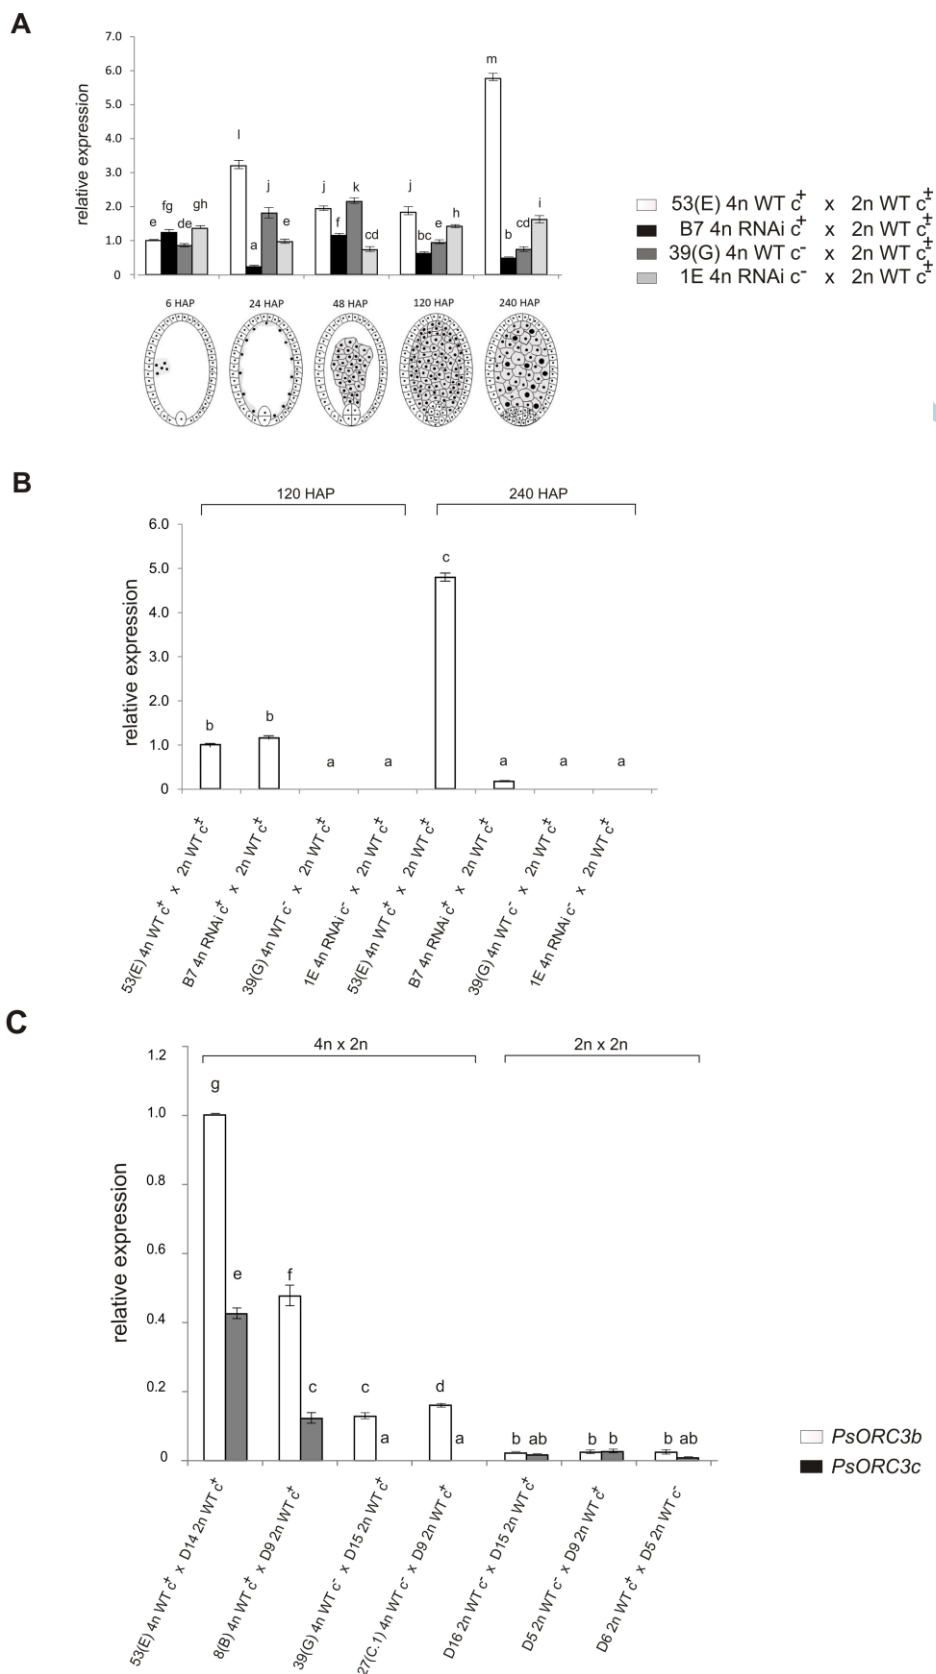 A
7.0
6.0
5.0
4.0
3.0
2.0
1.0
0
relative expression
e fg de gh
l a j e
j f k cd
j bc e h
m b cd i
53(E) 4n WT c+ x 2n WT c±
B7 4n RNAi c+ x 2n WT c±
39(G) 4n WT c- x 2n WT c±
1E 4n RNAi c- x 2n WT c±
6 HAP 24 HAP 48 HAP 120 HAP 240 HAP
B
120 HAP 240 HAP
6.0
5.0
4.0
3.0
2.0
1.0
0
relative expression
b b a a c a a a
53(E) 4n WT c+ x 2n WT c±
B7 4n RNAi c+ x 2n WT c±
39(G) 4n WT c- x 2n WT c±
1E 4n RNAi c- x 2n WT c±
53(E) 4n WT c+ x 2n WT c±
B7 4n RNAi c+ x 2n WT c±
39(G) 4n WT c- x 2n WT c±
1E 4n RNAi c- x 2n WT c±
C
4n x 2n 2n x 2n
1.2
1.0
0.8
0.6
0.4
0.2
0
relative expression
g e f c c a d a b ab b b b ab
PsORC3b
PsORC3c
53(E) 4n WT c+ x D14 2n WT c+
8(B) 4n WT c+ x D9 2n WT c+
39(G) 4n WT c- x D15 2n WT c+
27(C.1) 4n WT c- x D9 2n WT c+
D16 2n WT c- x D15 2n WT c+
D5 2n WT c- x D9 2n WT c+
D6 2n WT c+ x D5 2n WT c-